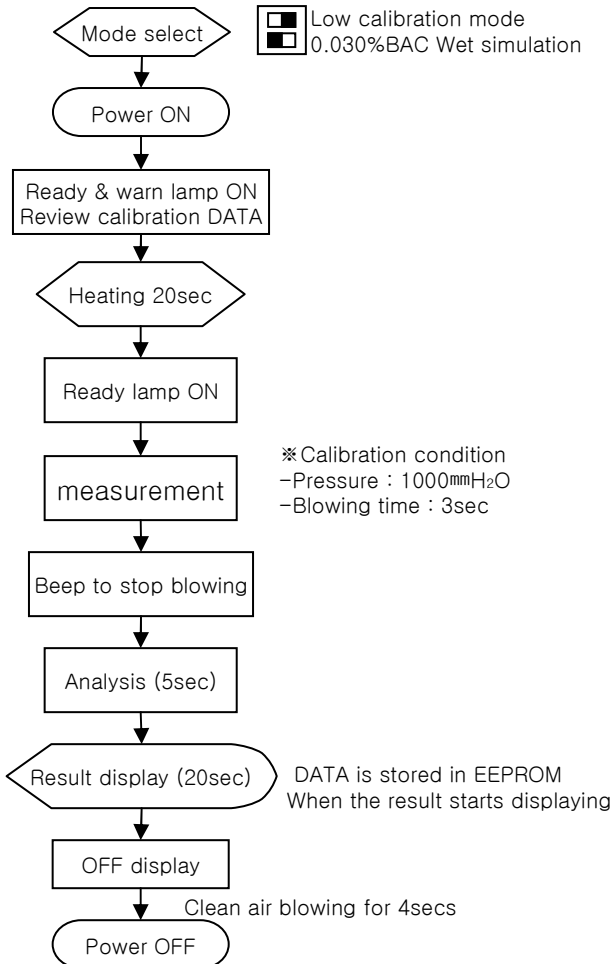 Mode select
Low calibration mode
0.030%BAC Wet simulation
Power ON
Ready & warn lamp ON
Review calibration DATA
Heating 20sec
Ready lamp ON
measurement
※Calibration condition
-Pressure : 1000㎜H₂O
-Blowing time : 3sec
Beep to stop blowing
Analysis (5sec)
Result display (20sec)
DATA is stored in EEPROM
When the result starts displaying
OFF display
Clean air blowing for 4secs
Power OFF